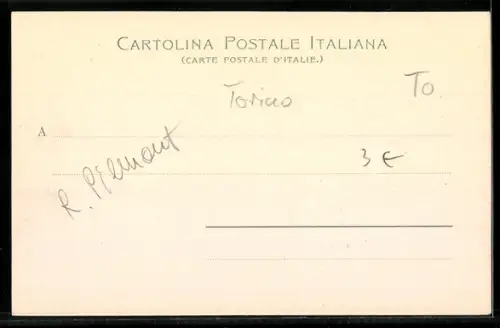 CARTOLINA POSTALE ITALIANA
(CARTE POSTALE D'ITALIE.)
Torino
To
A
3 €
R. Piemont